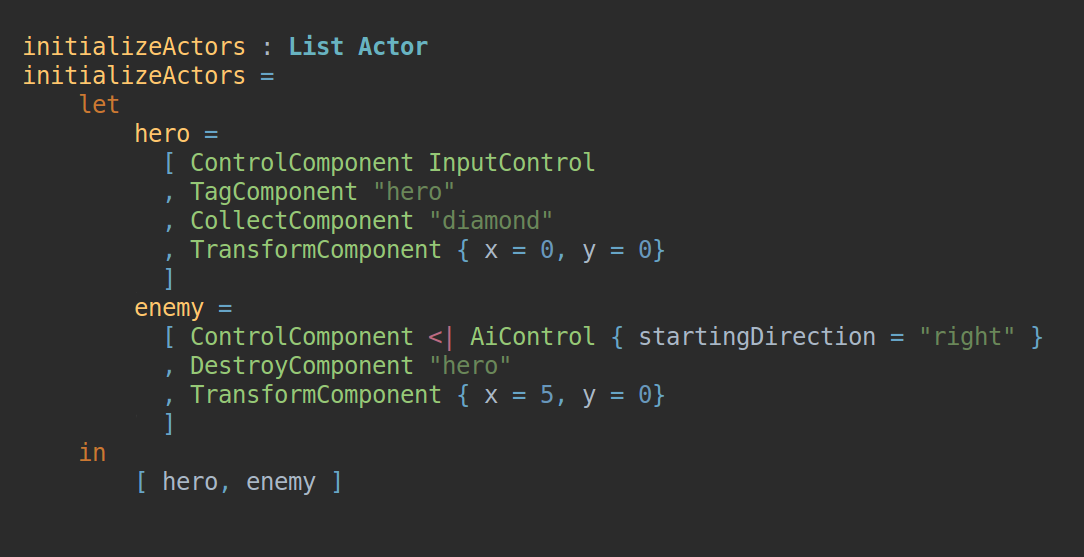 initializeActors : List Actor
initializeActors =
    let
        hero =
          [ ControlComponent InputControl
          , TagComponent "hero"
          , CollectComponent "diamond"
          , TransformComponent { x = 0, y = 0}
          ]
        enemy =
          [ ControlComponent <| AiControl { startingDirection = "right" }
          , DestroyComponent "hero"
          , TransformComponent { x = 5, y = 0}
          ]
    in
        [ hero, enemy ]